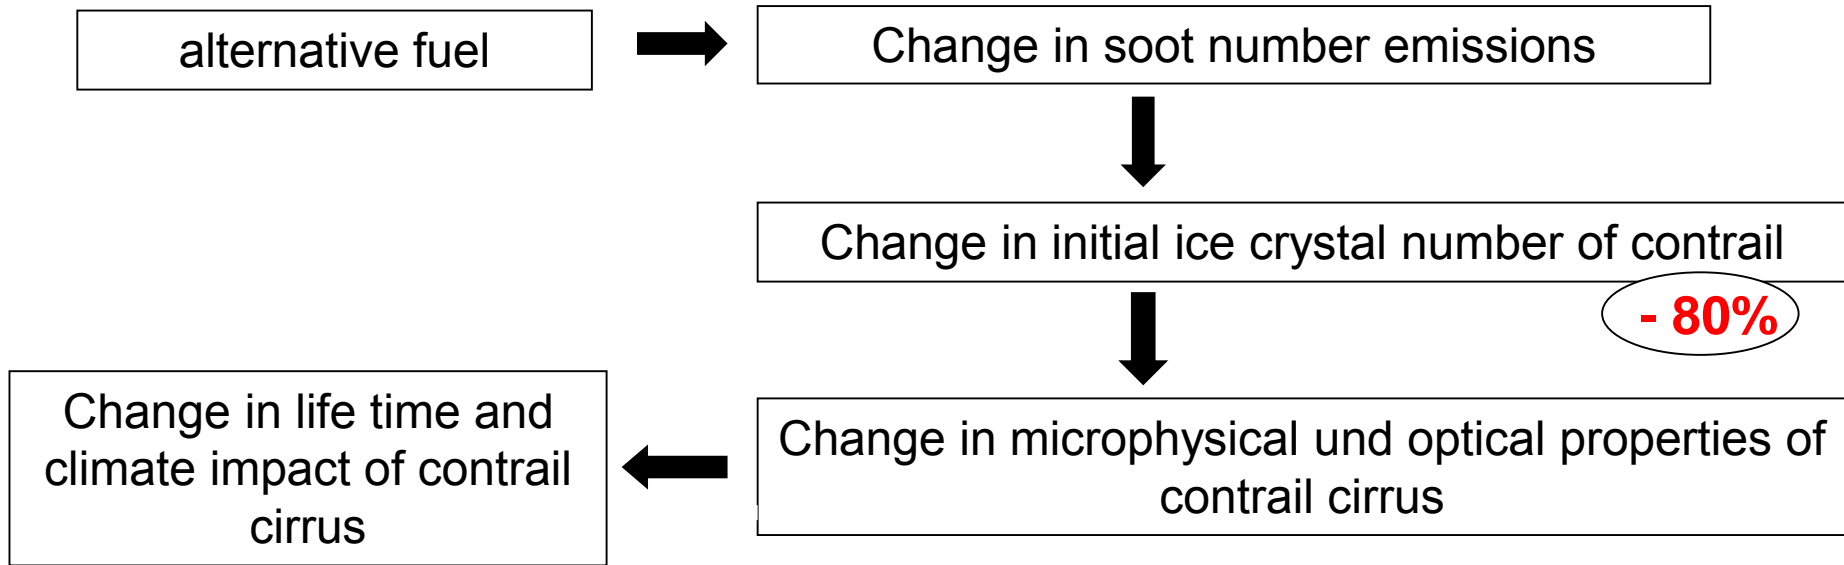 alternative fuel
Change in soot number emissions
Change in initial ice crystal number of contrail
- 80%
Change in microphysical und optical properties of
contrail cirrus
Change in life time and
climate impact of contrail
cirrus